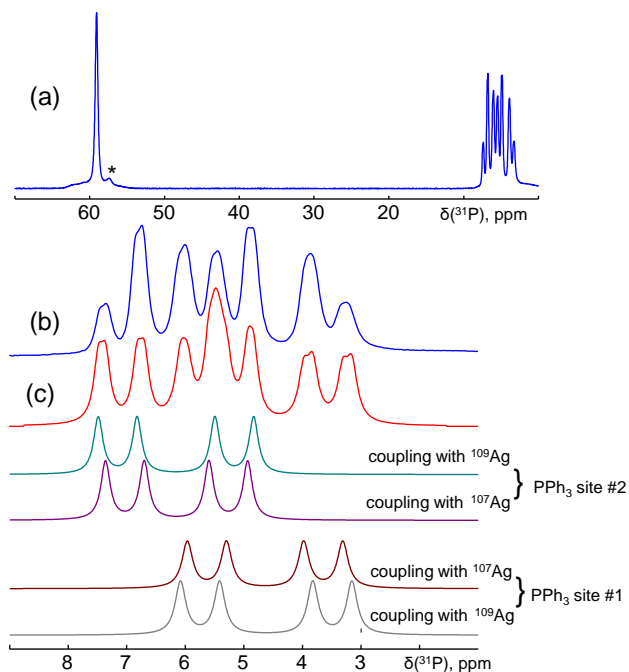 (a)
*
60 50 40 30 20
δ(³¹P), ppm
(b)
(c)
coupling with ¹⁰⁹Ag
coupling with ¹⁰⁷Ag
} PPh₃ site #2
coupling with ¹⁰⁷Ag
coupling with ¹⁰⁹Ag
} PPh₃ site #1
8 7 6 5 4 3 δ(³¹P), ppm